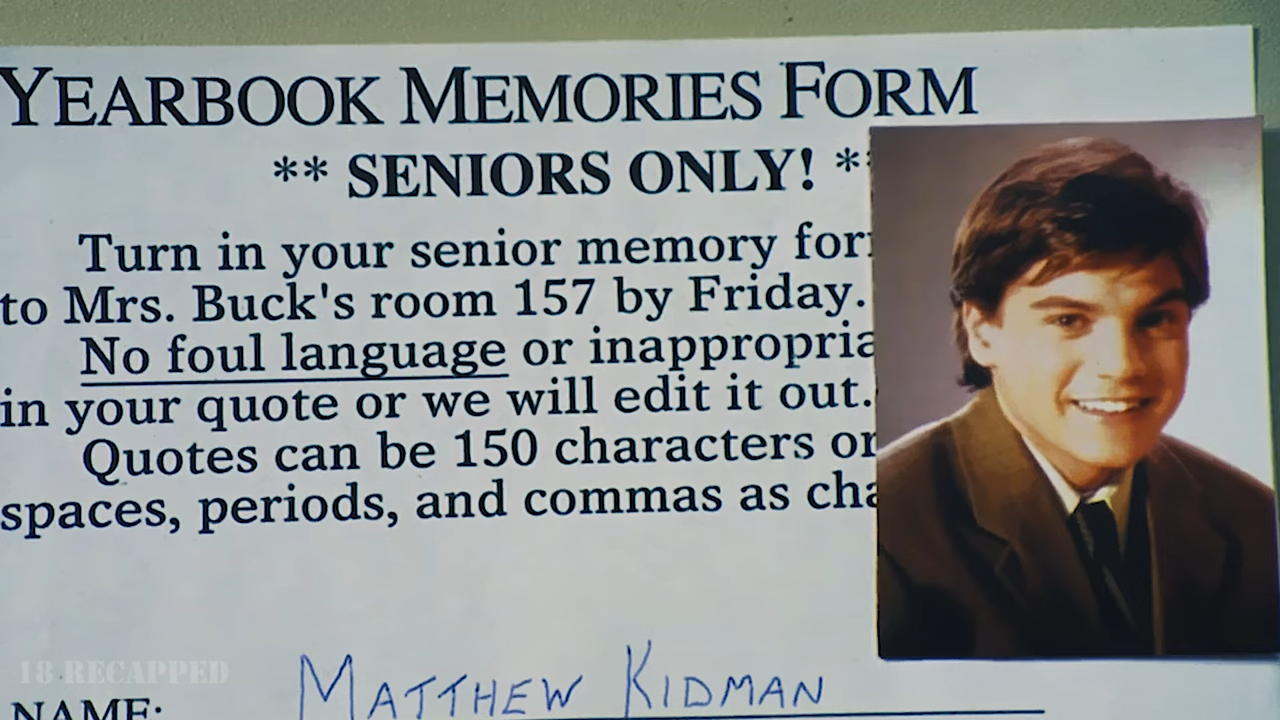 YEARBOOK MEMORIES FORM
** SENIORS ONLY! *
Turn in your senior memory for
to Mrs. Buck's room 157 by Friday.
No foul language or inappropria
in your quote or we will edit it out.
Quotes can be 150 characters or
spaces, periods, and commas as cha
18 RECAPPED
NAME: MATTHEW KIDMAN